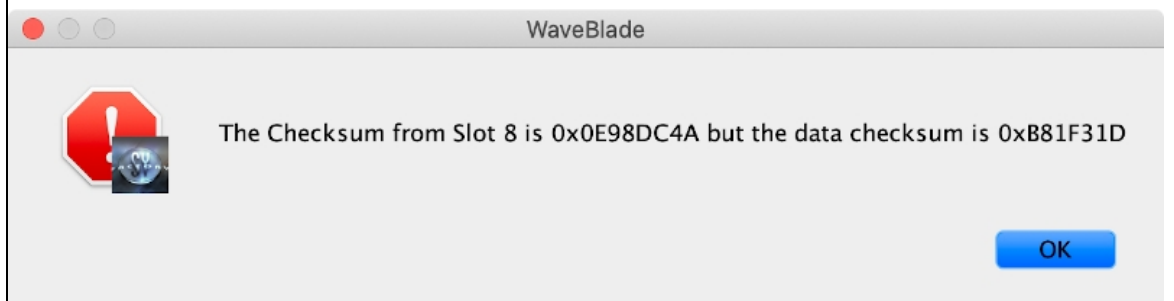 WaveBlade
The Checksum from Slot 8 is 0x0E98DC4A but the data checksum is 0xB81F31D
OK